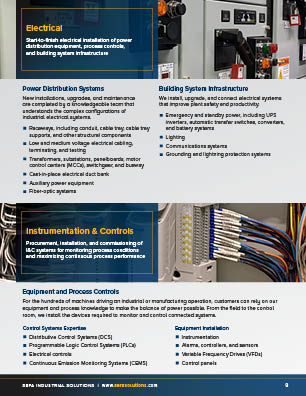 Electrical
Start-to-finish electrical installation of power
distribution equipment, process controls,
and building system infrastructure
Power Distribution Systems
New installations, upgrades, and maintenance
are completed by a knowledgeable team that
understands the complex configurations of
industrial electrical systems.
Raceways, including conduit, cable tray, cable tray
supports, and other structural components
Low and medium voltage electrical cabling,
terminating, and testing
Transformers, substations, panelboards, motor
control centers (MCCs), switchgear, and busway
Cast-in-place electrical duct bank
Auxiliary power equipment
Fiber-optic systems
Building System Infrastructure
We install, upgrade, and connect electrical systems
that improve plant safety and productivity.
Emergency and standby power, including UPS
inverters, automatic transfer switches, converters,
and battery systems
Lighting
Communications systems
Grounding and lightning protection systems
Instrumentation & Controls
Procurement, installation, and commissioning of
I&C systems for monitoring process conditions
and maximizing continuous process performance
Equipment and Process Controls
For the hundreds of machines driving an industrial or manufacturing operation, customers can rely on our
equipment and process knowledge to make the balance of power possible. From the field to the control
room, we install the devices required to monitor and control connected systems.
Control Systems Expertise
Distributed Control Systems (DCS)
Programmable Logic Control Systems (PLCs)
Electrical controls
Continuous Emission Monitoring Systems (CEMS)
Equipment Installation
Instrumentation
Alarms, controllers, and sensors
Variable Frequency Drives (VFDs)
Control panels
INDUSTRIAL SOLUTIONS | 9